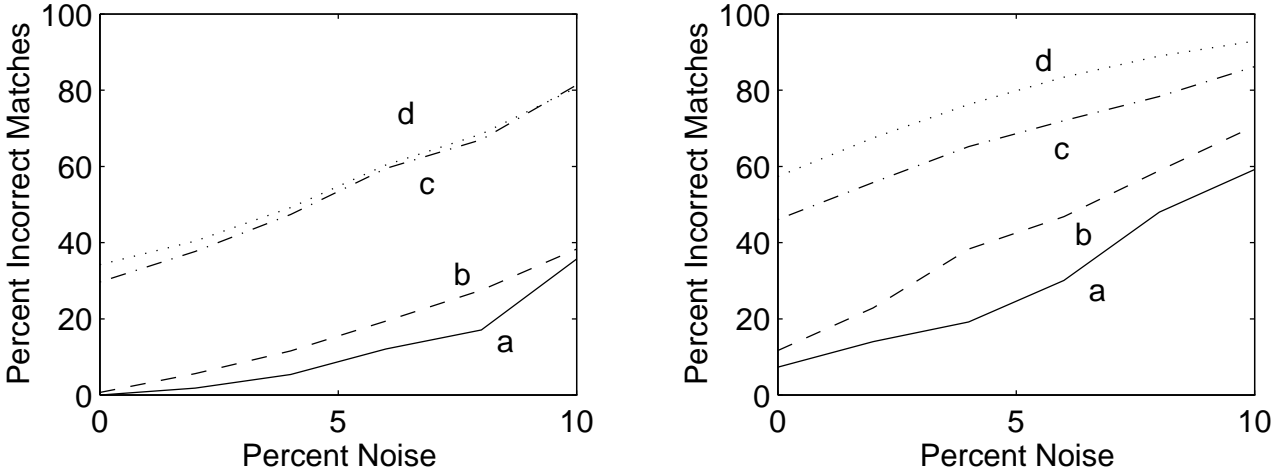 Percent Incorrect Matches
100
80
60
40
20
0
d
c
b
a
0 5 10
Percent Noise
Percent Incorrect Matches
100
80
60
40
20
0
d
c
b
a
0 5 10
Percent Noise